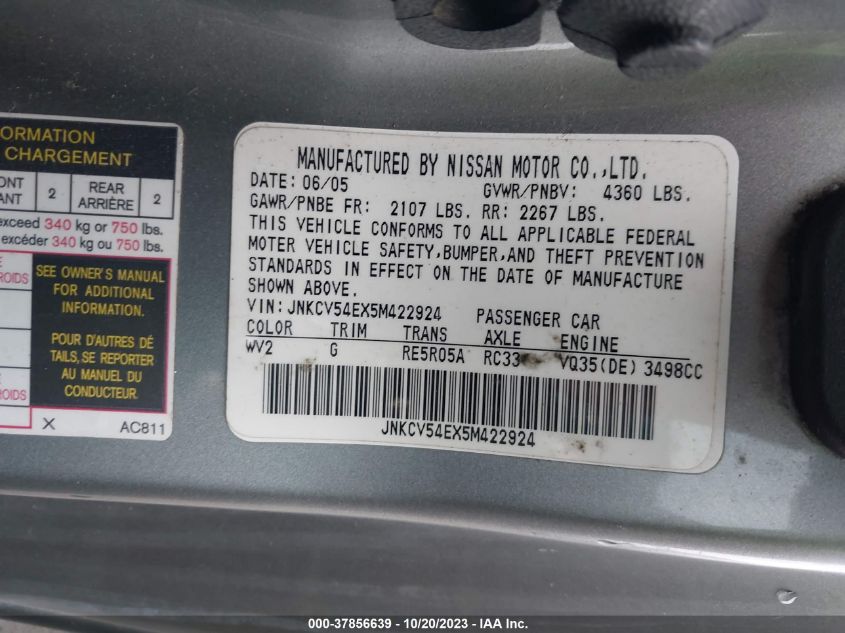 ORMATION
CHARGEMENT
ONT
ANT
2
REAR
ARRIÈRE
2
exceed 340 kg or 750 lbs.
excéder 340 kg ou 750 lbs.
E
ROIDS
SEE OWNER'S MANUAL
FOR ADDITIONAL
INFORMATION.
POUR D'AUTRES DÉ
TAILS, SE REPORTER
AU MANUEL DU
CONDUCTEUR.
X
AC811
MANUFACTURED BY NISSAN MOTOR CO.,LTD.
DATE: 06/05 GVWR/PNBV: 4360 LBS.
GAWR/PNBE FR: 2107 LBS. RR: 2267 LBS.
THIS VEHICLE CONFORMS TO ALL APPLICABLE FEDERAL
MOTER VEHICLE SAFETY,BUMPER,AND THEFT PREVENTION
STANDARDS IN EFFECT ON THE DATE OF MANUFACTURE
SHOWN ABOVE.
VIN: JNKCV54EX5M422924 PASSENGER CAR
COLOR TRIM TRANS AXLE ENGINE
WV2 G RE5R05A RC33 VQ35(DE) 3498CC
JNKCV54EX5M422924
000-37856639 - 10/20/2023 - IAA Inc.